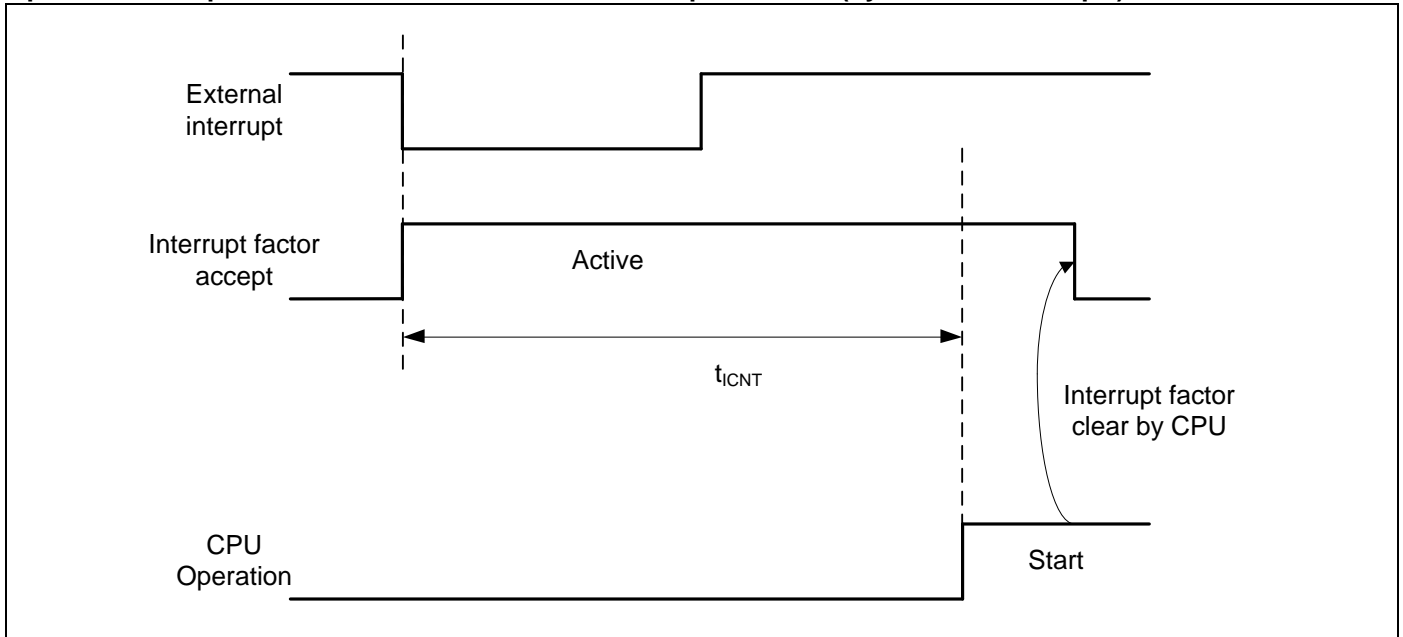 External
interrupt
Interrupt factor
accept
Active
tICNT
Interrupt factor
clear by CPU
CPU
Operation
Start